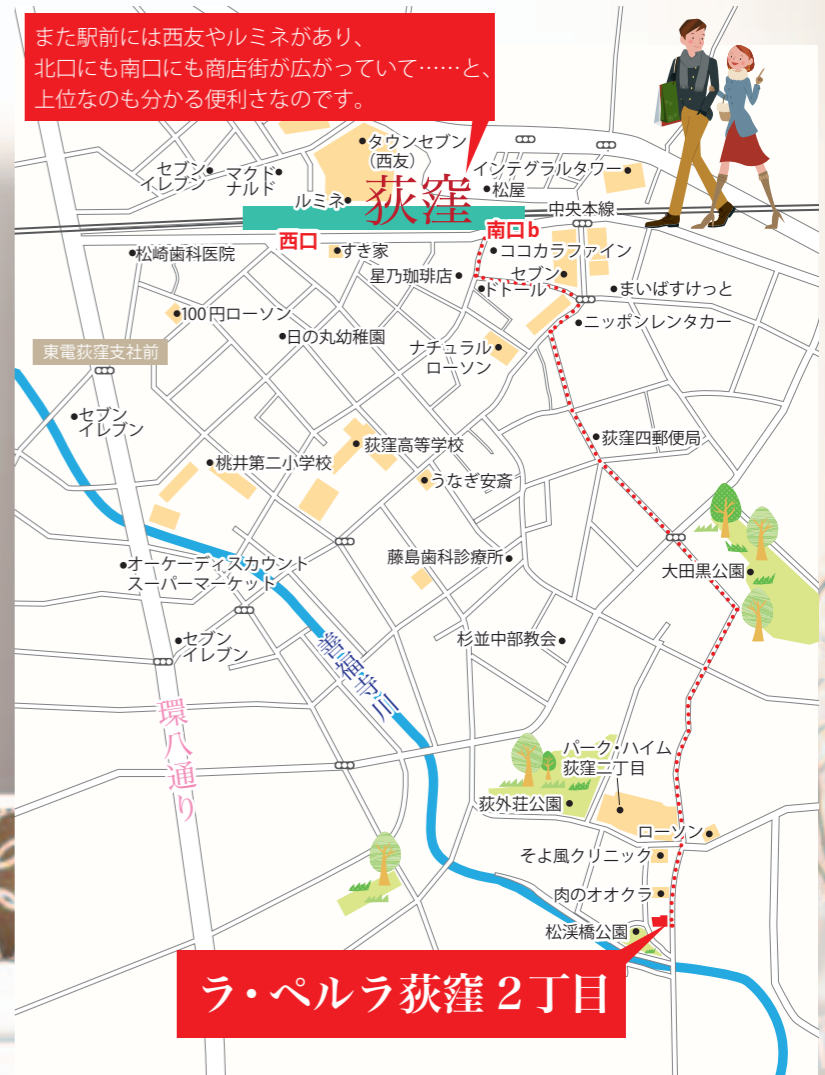 また駅前には西友やルミネがあり、
北口にも南口にも商店街が広がっていて……と、
上位なのも分かる便利さなのです。
タウンセブン
（西友）
セブン
イレブン
マクド
ナルド
インテグラルタワー
ルミネ
荻窪
松屋
中央本線
西口
南口b
松崎歯科医院
すき家
ココカラファイン
星乃珈琲店
セブン
ドトール
まいばすけっと
100円ローソン
ニッポンレンタカー
日の丸幼稚園
ナチュラル
ローソン
東電荻窪支社前
セブン
イレブン
荻窪高等学校
荻窪四郵便局
桃井第二小学校
うなぎ安斎
オーケーディスカウント
スーパーマーケット
藤島歯科診療所
大田黒公園
セブン
イレブン
杉並中部教会
善福寺川
環八通り
パーク・ハイム
荻窪二丁目
荻外荘公園
ローソン
そよ風クリニック
肉のオオクラ
松渓橋公園
ラ・ペルラ荻窪２丁目